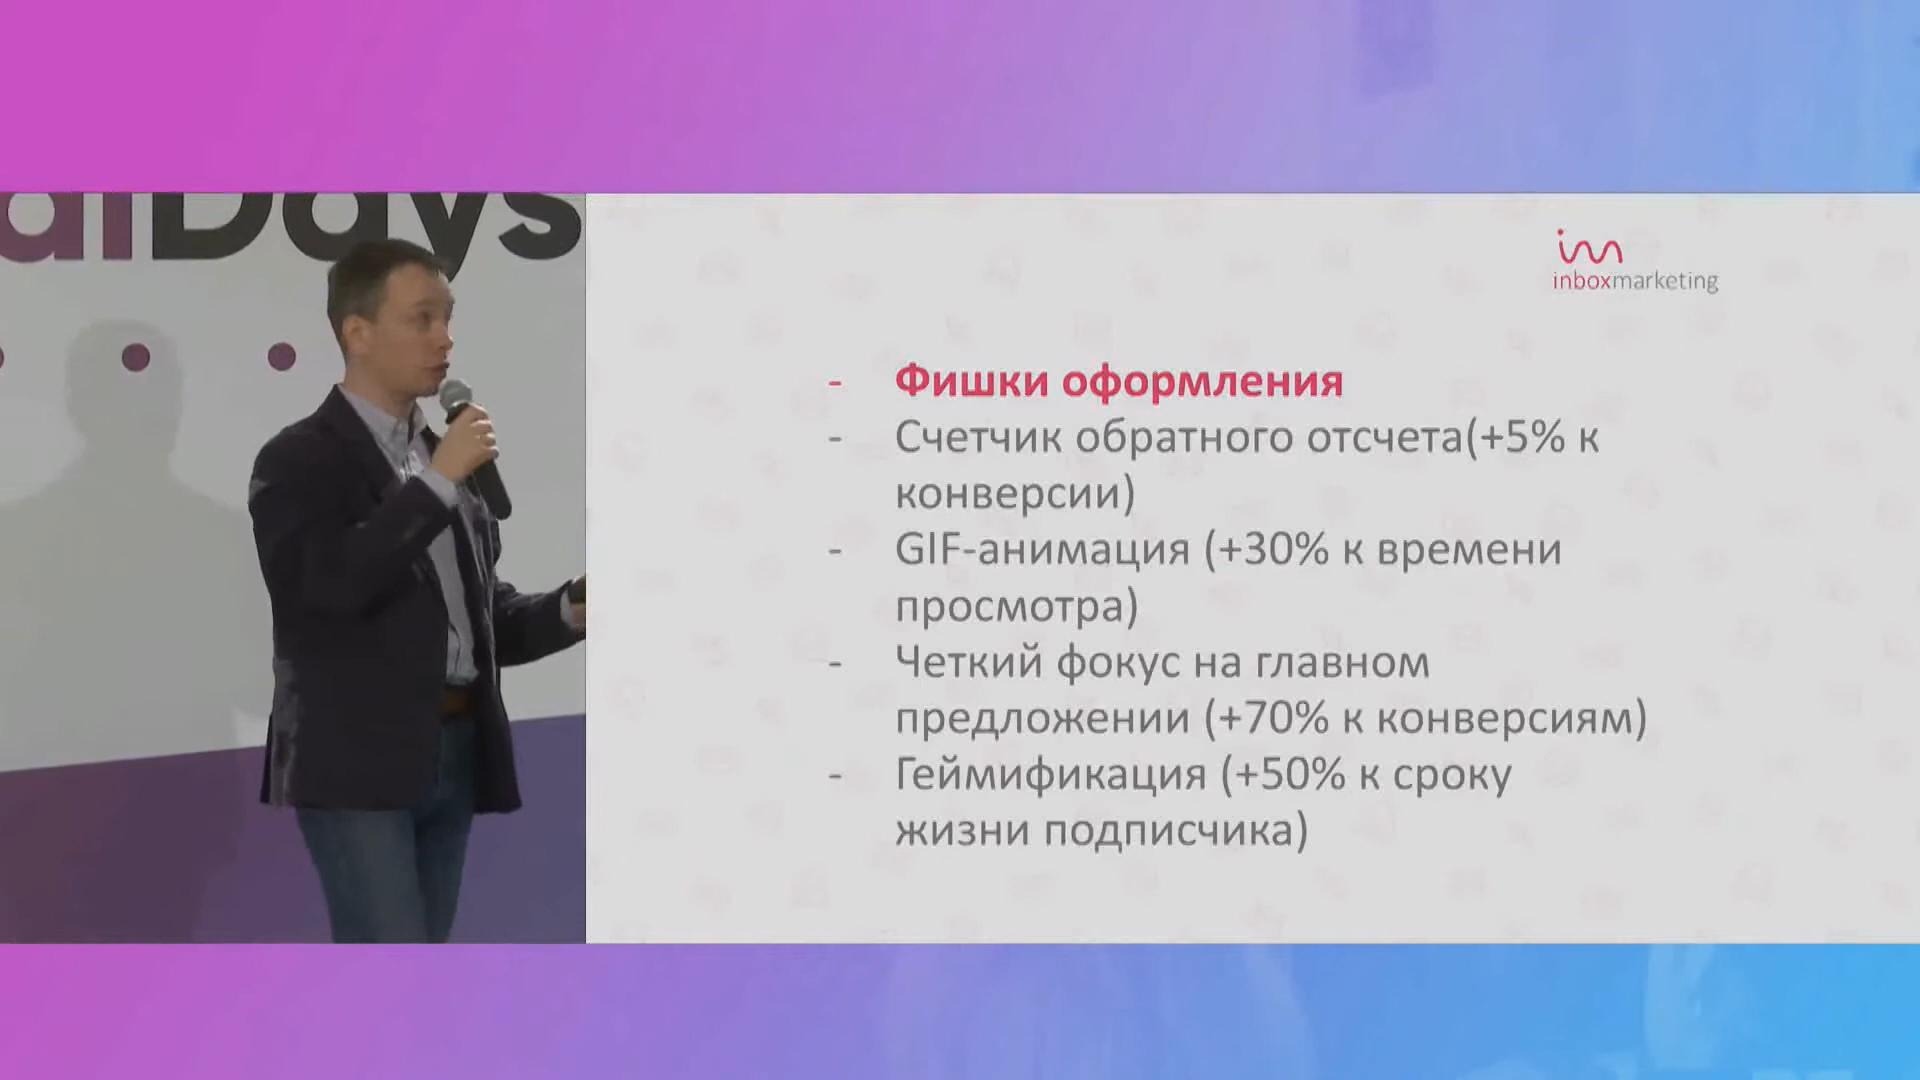 alDays
inboxmarketing
- Фишки оформления
- Счетчик обратного отсчета(+5% к
конверсии)
- GIF-анимация (+30% к времени
просмотра)
- Четкий фокус на главном
предложении (+70% к конверсиям)
- Геймификация (+50% к сроку
жизни подписчика)